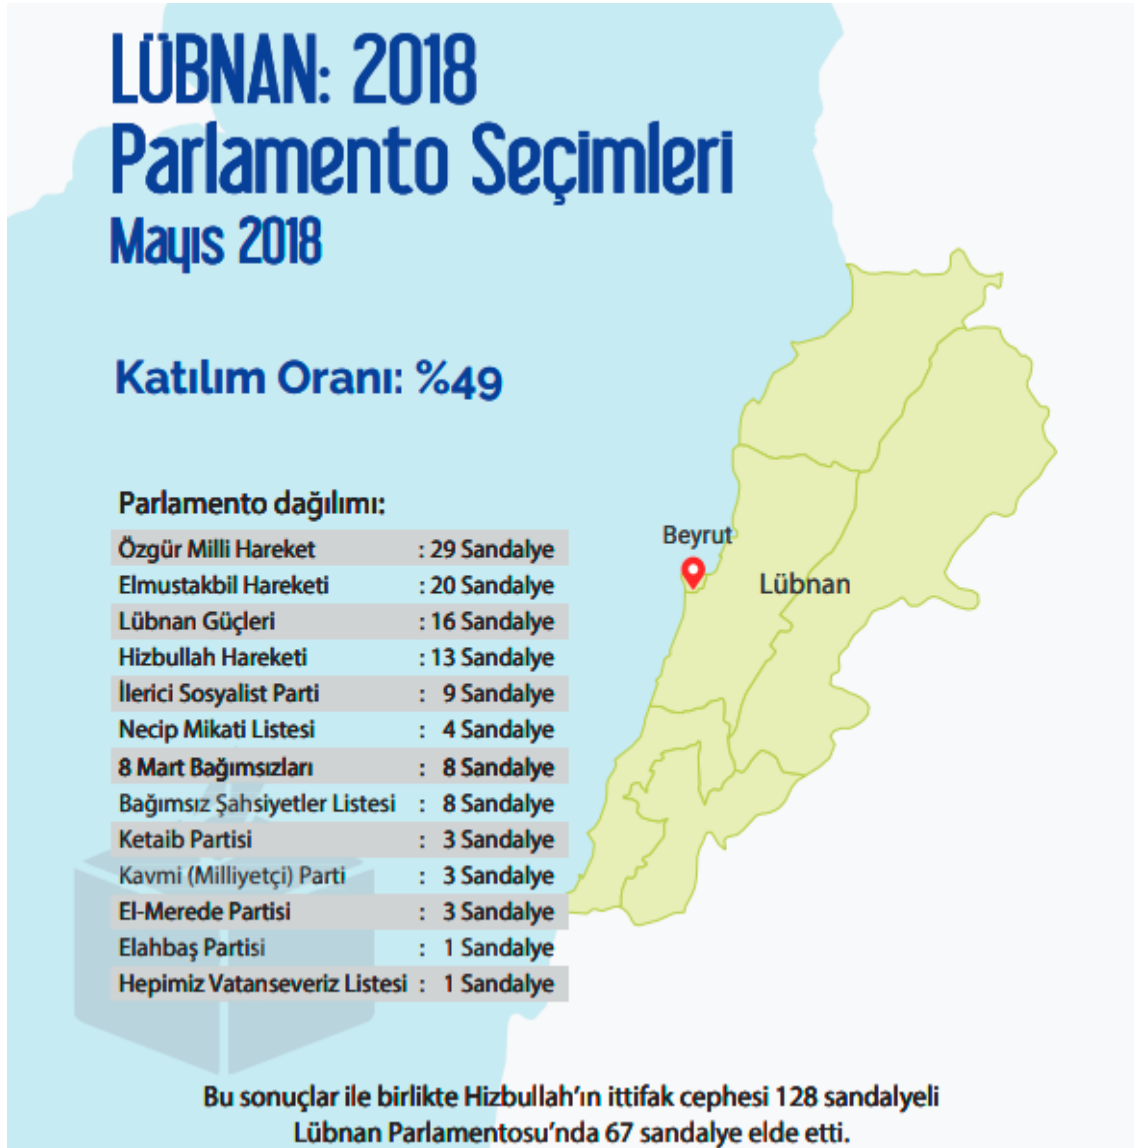 LÜBNAN: 2018
Parlamento Seçimleri
Mayıs 2018
Katılım Oranı: %49
Parlamento dağılımı:
Özgür Milli Hareket : 29 Sandalye
Elmustakbil Hareketi : 20 Sandalye
Lübnan Güçleri : 16 Sandalye
Hizbullah Hareketi : 13 Sandalye
İlerici Sosyalist Parti : 9 Sandalye
Necip Mikati Listesi : 4 Sandalye
8 Mart Bağımsızları : 8 Sandalye
Bağımsız Şahsiyetler Listesi : 8 Sandalye
Ketaib Partisi : 3 Sandalye
Kavmi (Milliyetçi) Parti : 3 Sandalye
El-Merede Partisi : 3 Sandalye
Elahbaş Partisi : 1 Sandalye
Hepimiz Vatanseveriz Listesi : 1 Sandalye
Beyrut
Lübnan
Bu sonuçlar ile birlikte Hizbullah’ın ittifak cephesi 128 sandalyeli
Lübnan Parlamentosu’nda 67 sandalye elde etti.